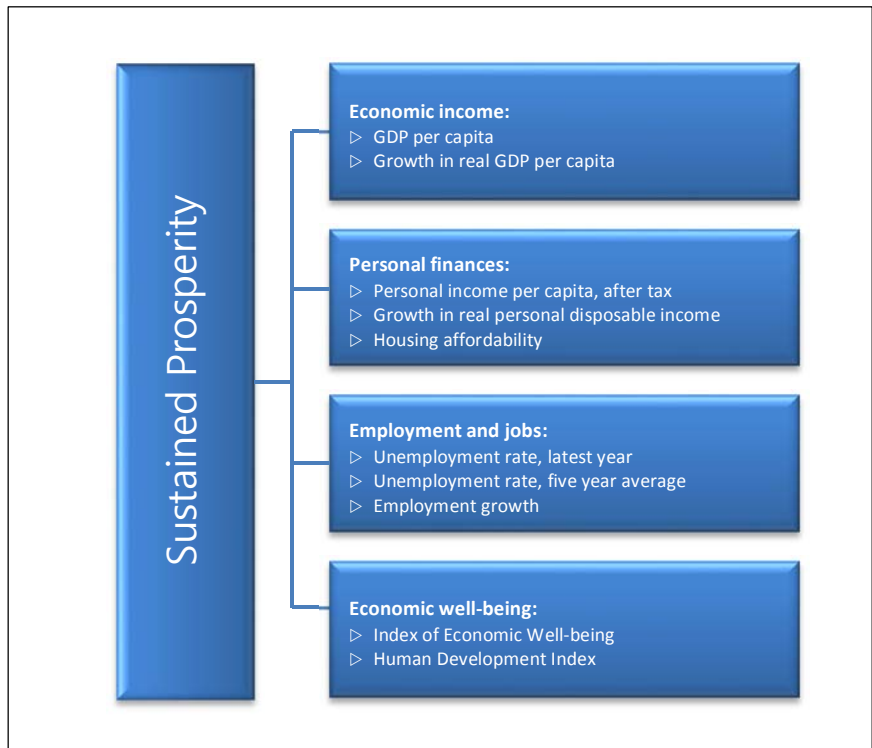 Sustained Prosperity
Economic income:
▷ GDP per capita
▷ Growth in real GDP per capita
Personal finances:
▷ Personal income per capita, after tax
▷ Growth in real personal disposable income
▷ Housing affordability
Employment and jobs:
▷ Unemployment rate, latest year
▷ Unemployment rate, five year average
▷ Employment growth
Economic well-being:
▷ Index of Economic Well-being
▷ Human Development Index